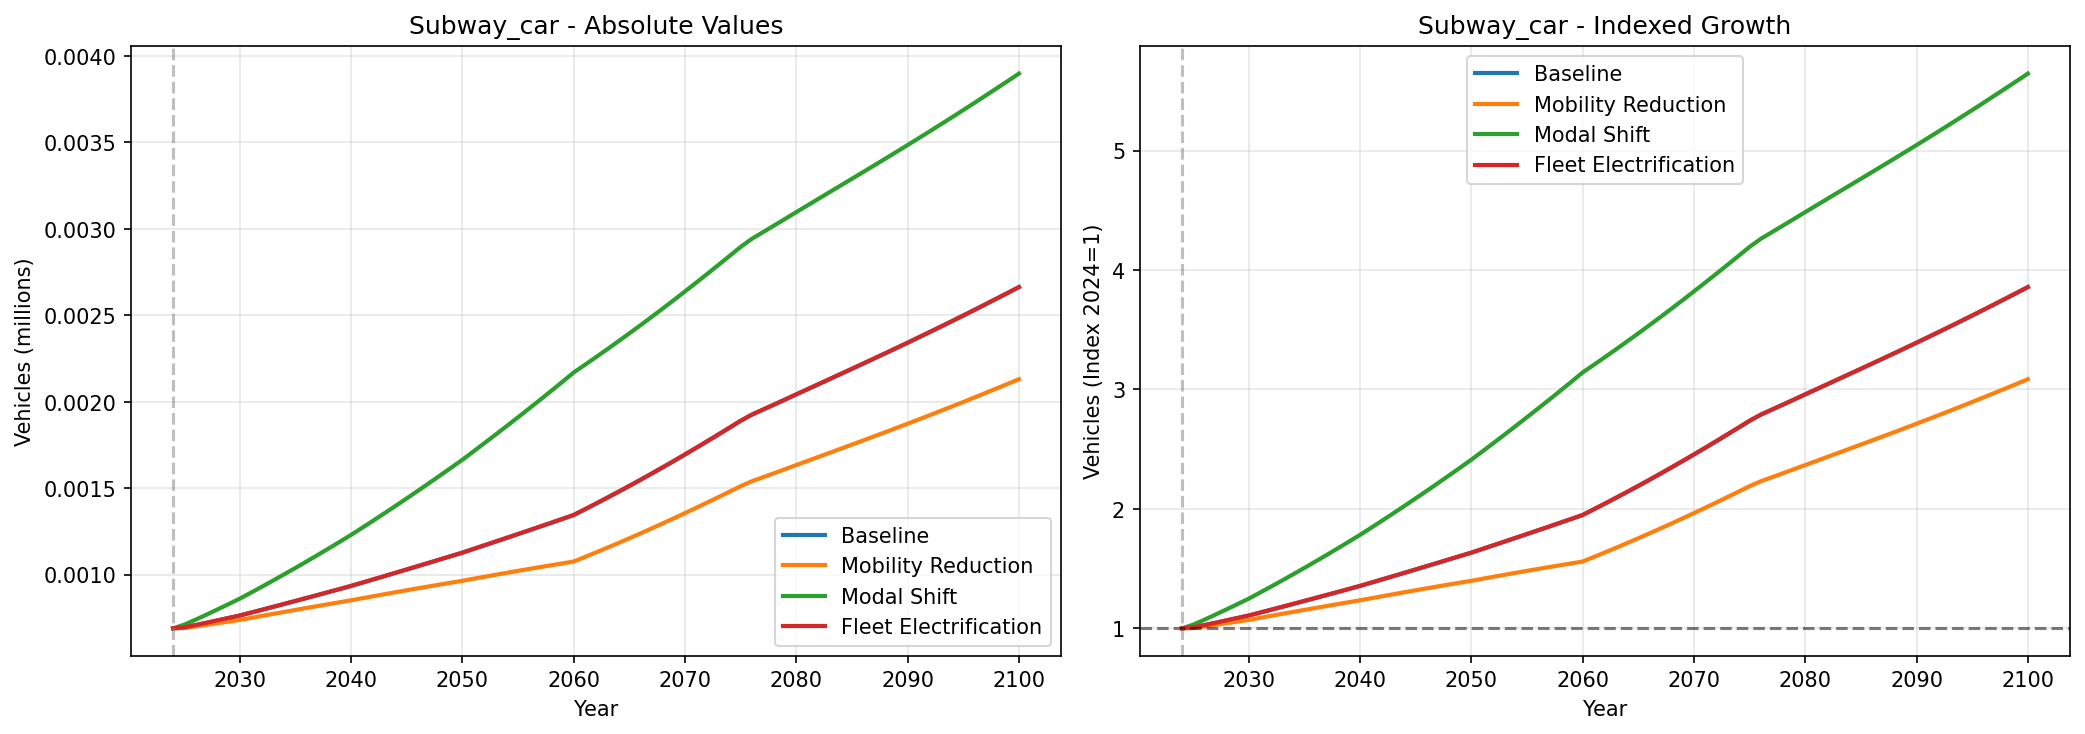 Subway_car - Absolute Values
Vehicles (millions)
0.0040
0.0035
0.0030
0.0025
0.0020
0.0015
0.0010
Baseline
Mobility Reduction
Modal Shift
Fleet Electrification
2030 2040 2050 2060 2070 2080 2090 2100
Year
Subway_car - Indexed Growth
Vehicles (Index 2024=1)
5
4
3
2
1
Baseline
Mobility Reduction
Modal Shift
Fleet Electrification
2030 2040 2050 2060 2070 2080 2090 2100
Year